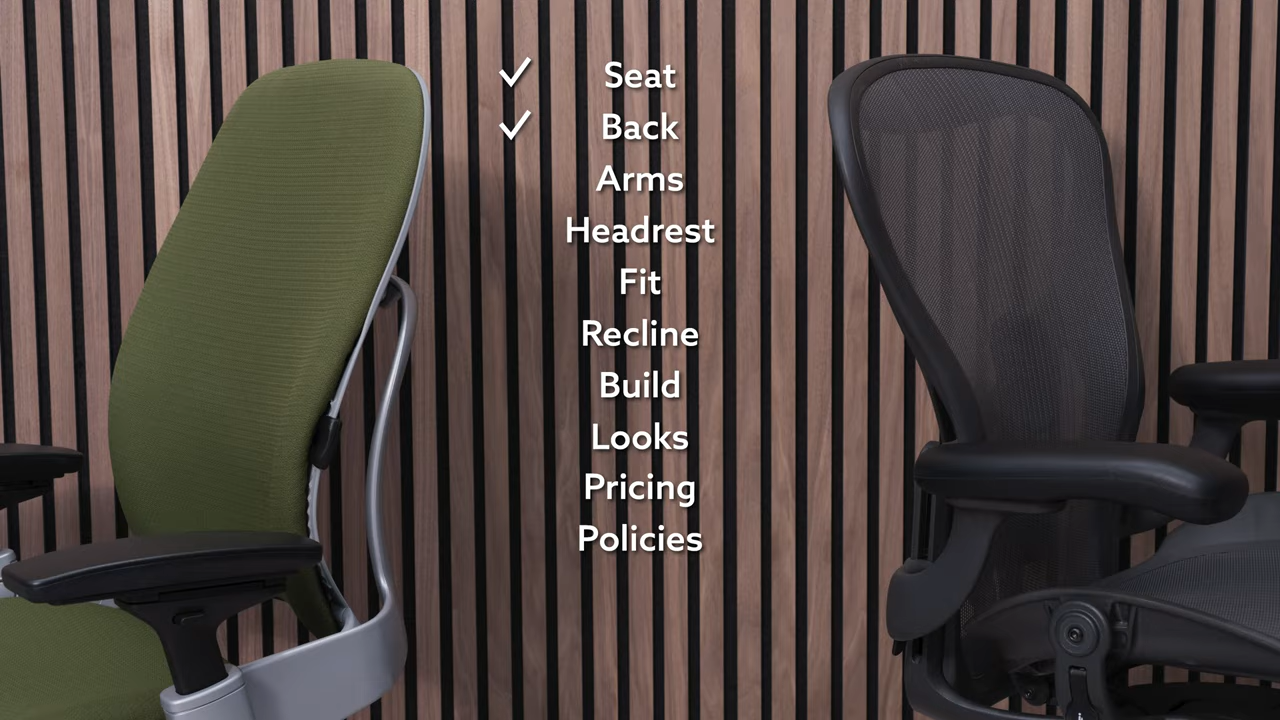 Seat
Back
Arms
Headrest
Fit
Recline
Build
Looks
Pricing
Policies